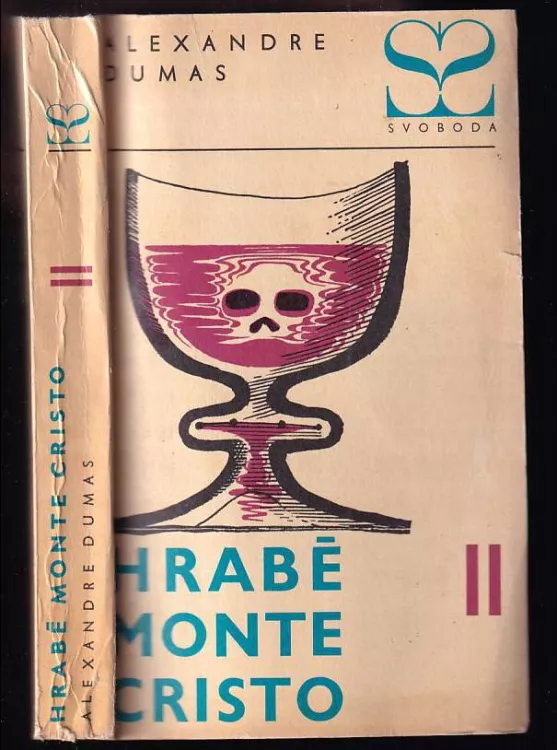 ALEXANDRE
DUMAS
SVOBODA
HRABĚ
MONTE
CRISTO
II
II
HRABĚ MONTE CRISTO
ALEXANDRE DUMAS